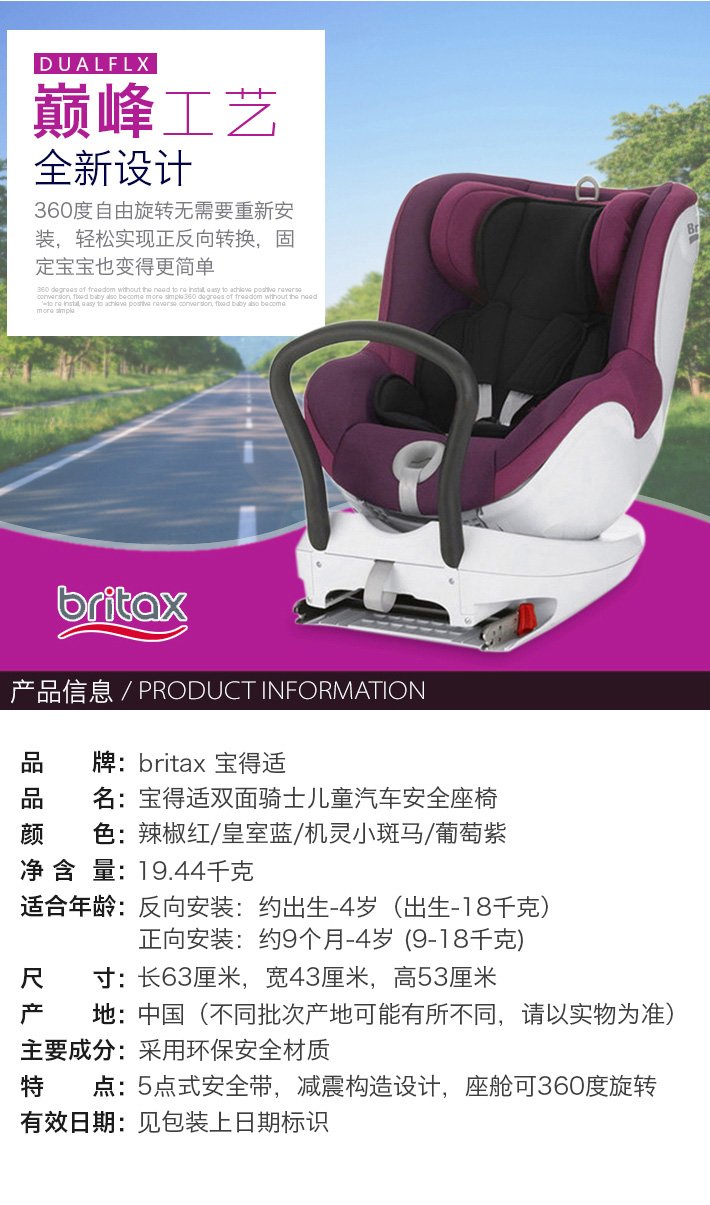 DUALFLX
巅峰工艺
全新设计
360度自由旋转无需要重新安
装，轻松实现正反向转换，固
定宝宝也变得更简单
360 degrees of freedom without the need to re install, easy to achieve positive reverse
conversion, fixed baby also become more simple360 degrees of freedom without the need
to re install, easy to achieve positive reverse conversion, fixed baby also become
more simple
Br
britax
产品信息 / PRODUCT INFORMATION
品 牌：britax 宝得适
品 名：宝得适双面骑士儿童汽车安全座椅
颜 色：辣椒红/皇室蓝/机灵小斑马/葡萄紫
净 含 量：19.44千克
适合年龄：反向安装：约出生-4岁（出生-18千克）
正向安装：约9个月-4岁 (9-18千克)
尺 寸：长63厘米，宽43厘米，高53厘米
产 地：中国（不同批次产地可能有所不同，请以实物为准）
主要成分：采用环保安全材质
特 点：5点式安全带，减震构造设计，座舱可360度旋转
有效日期：见包装上日期标识